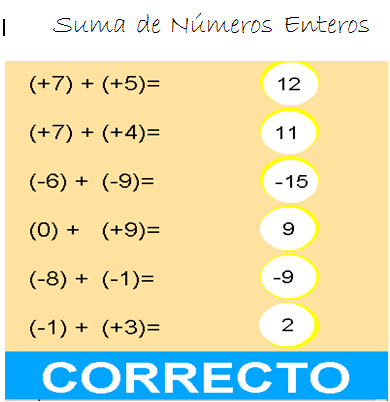 Suma de Números Enteros
(+7) + (+5)= 12
(+7) + (+4)= 11
(-6) + (-9)= -15
(0) + (+9)= 9
(-8) + (-1)= -9
(-1) + (+3)= 2
CORRECTO